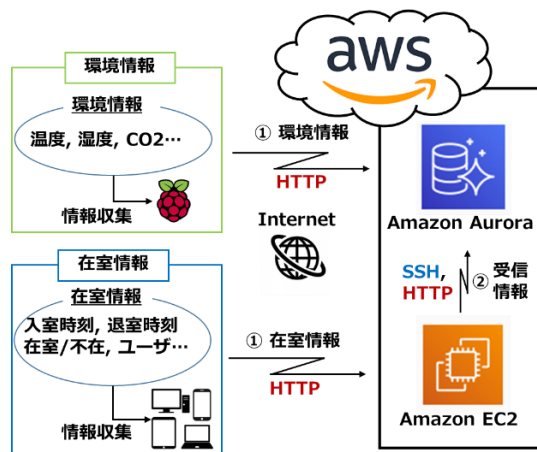 aws
環境情報
環境情報
温度, 湿度, CO2…
情報収集
① 環境情報
HTTP
Internet
Amazon Aurora
SSH,
HTTP
② 受信
情報
在室情報
在室情報
入室時刻, 退室時刻
在室/不在, ユーザ…
情報収集
① 在室情報
HTTP
Amazon EC2